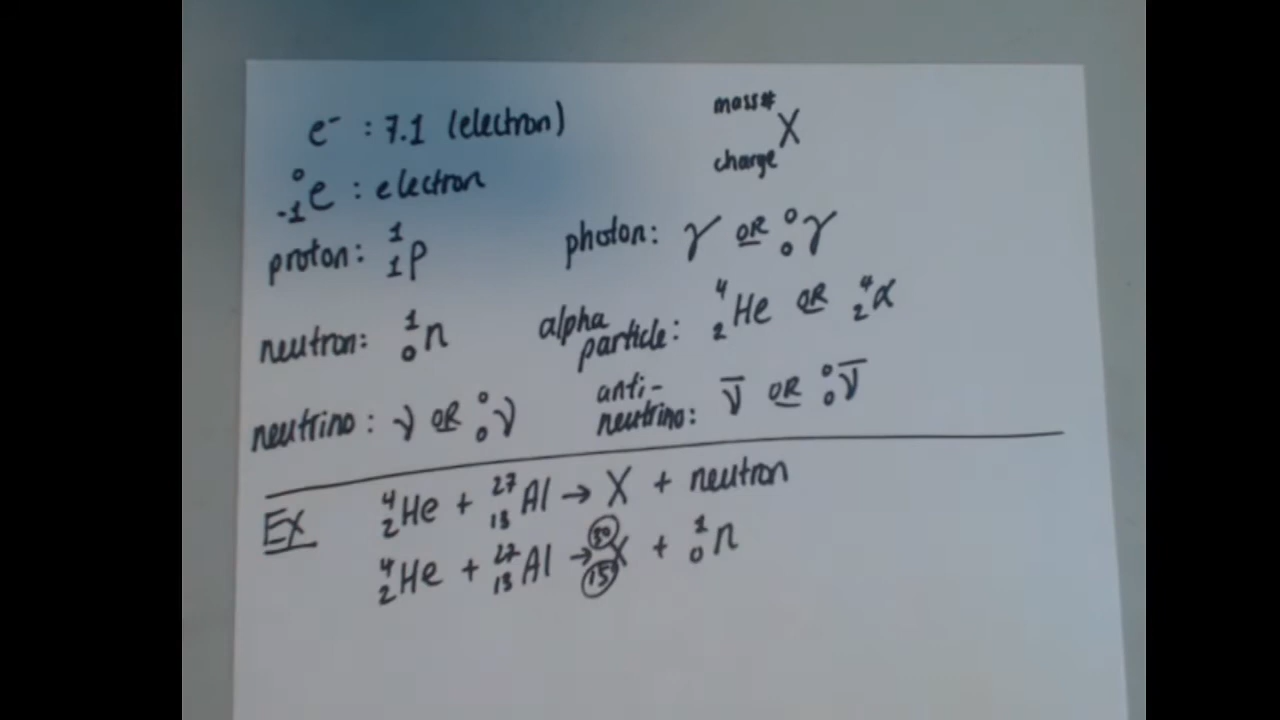 e⁻ : 7.1 (electron)
mass#
X
charge
⁰₋₁e : electron
proton: ¹₁p
photon: γ OR ⁰₀γ
neutron: ¹₀n
alpha particle: ⁴₂He OR ⁴₂α
neutrino: ν OR ⁰₀ν
anti-
neutrino: ν̅ OR ⁰₀ν̅
EX ⁴₂He + ²⁷₁₃Al → X + neutron
⁴₂He + ²⁷₁₃Al → ³⁰₁₅X + ¹₀n